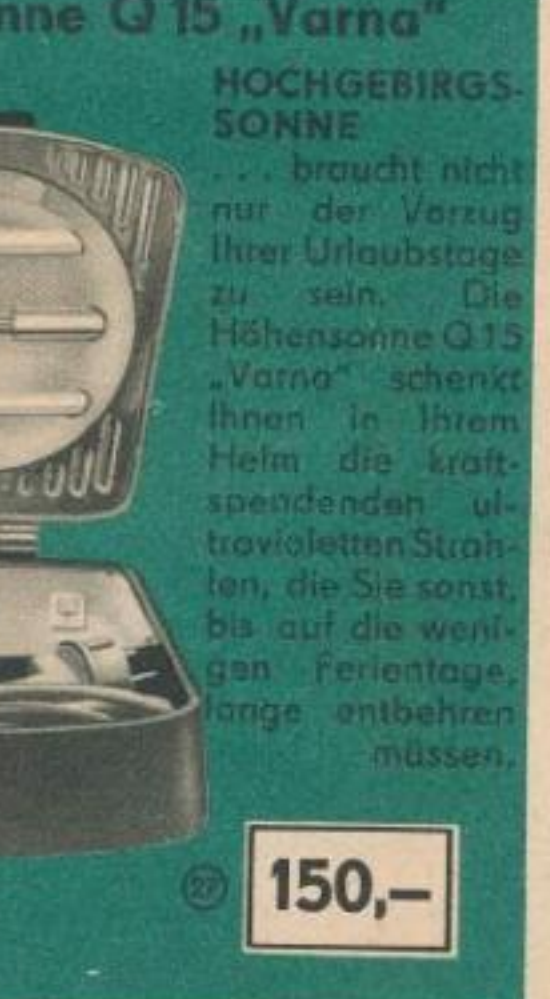 nne Q 15 „Varna“
HOCHGEBIRGS-
SONNE
. . . braucht nicht
nur der Vorzug
Ihrer Urlaubstage
zu sein. Die
Höhensonne Q 15
„Varna“ schenkt
Ihnen in Ihrem
Heim die kraft-
spendenden ul-
travioletten Strah-
len, die Sie sonst,
bis auf die weni-
gen Ferientage,
lange entbehren
müssen.
27
150,—